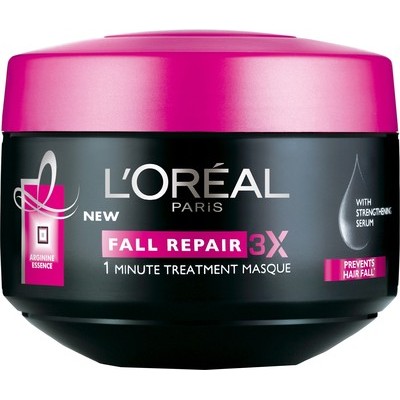 L'ORÉAL
PARIS
NEW
FALL REPAIR 3X
1 MINUTE TREATMENT MASQUE
ARGININE
ESSENCE
WITH
STRENGTHENING
SERUM
PREVENTS
HAIR FALL